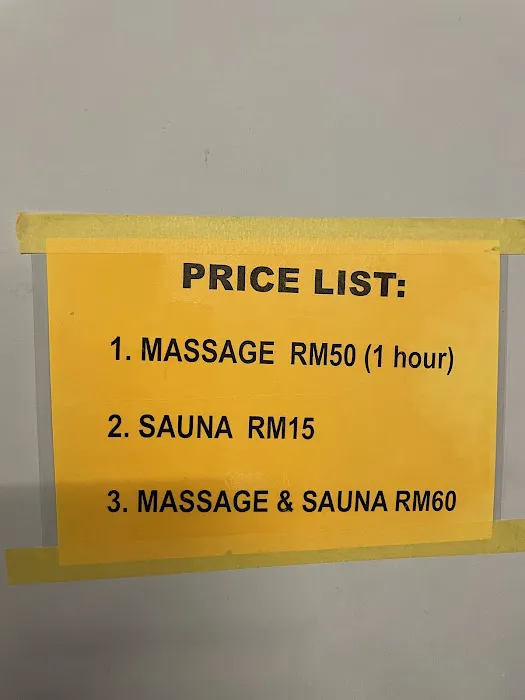 PRICE LIST:
1. MASSAGE RM50 (1 hour)
2. SAUNA RM15
3. MASSAGE & SAUNA RM60